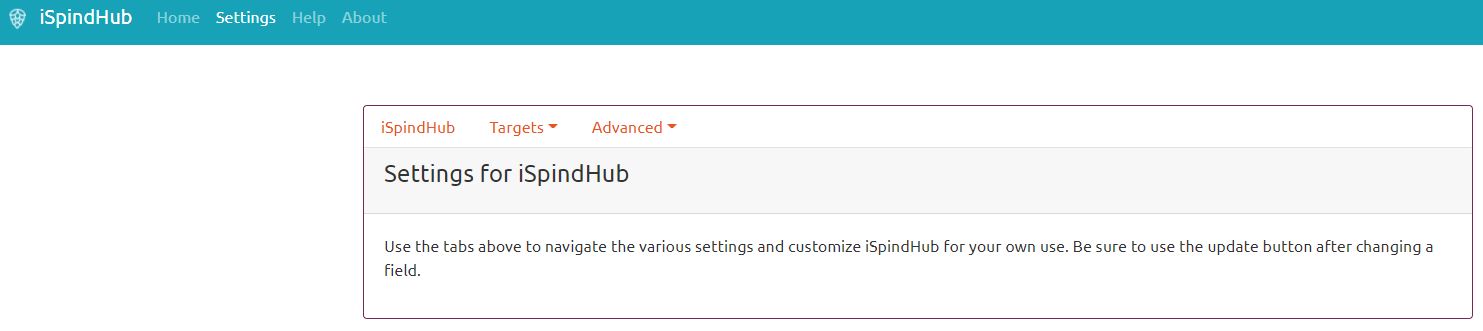 iSpindHub Home Settings Help About
iSpindHub Targets Advanced
Settings for iSpindHub
Use the tabs above to navigate the various settings and customize iSpindHub for your own use. Be sure to use the update button after changing a
field.